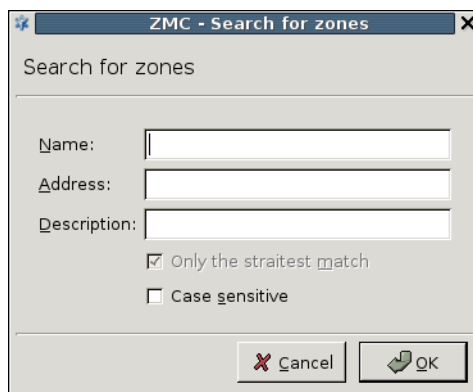 ZMC - Search for zones
Search for zones
Name:
Address:
Description:
Only the straitest match
Case sensitive
Cancel OK